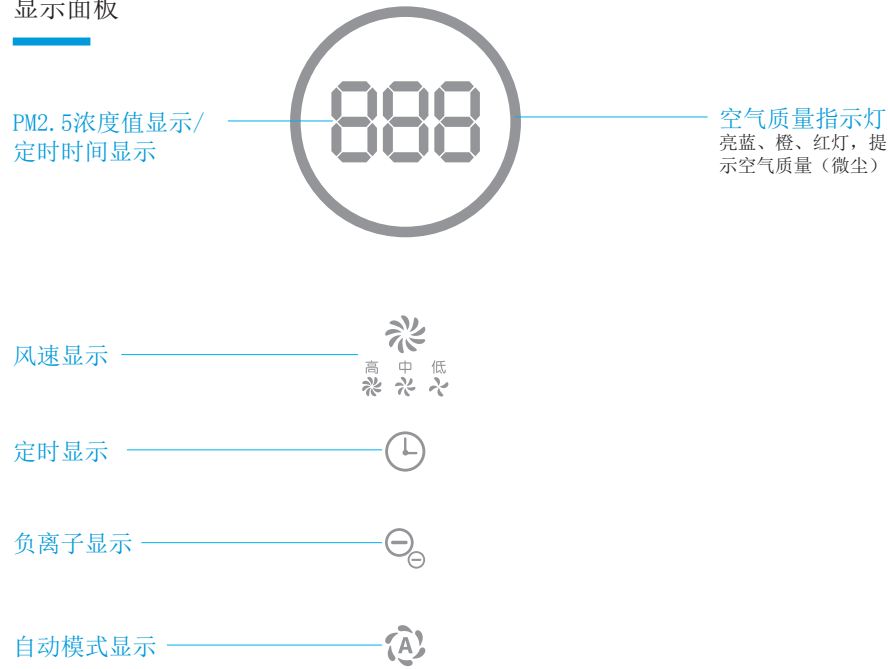 显示面板
888
PM2.5浓度值显示/
定时时间显示
空气质量指示灯
亮蓝、橙、红灯，提
示空气质量（微尘）
风速显示
高 中 低
定时显示
负离子显示
自动模式显示
A